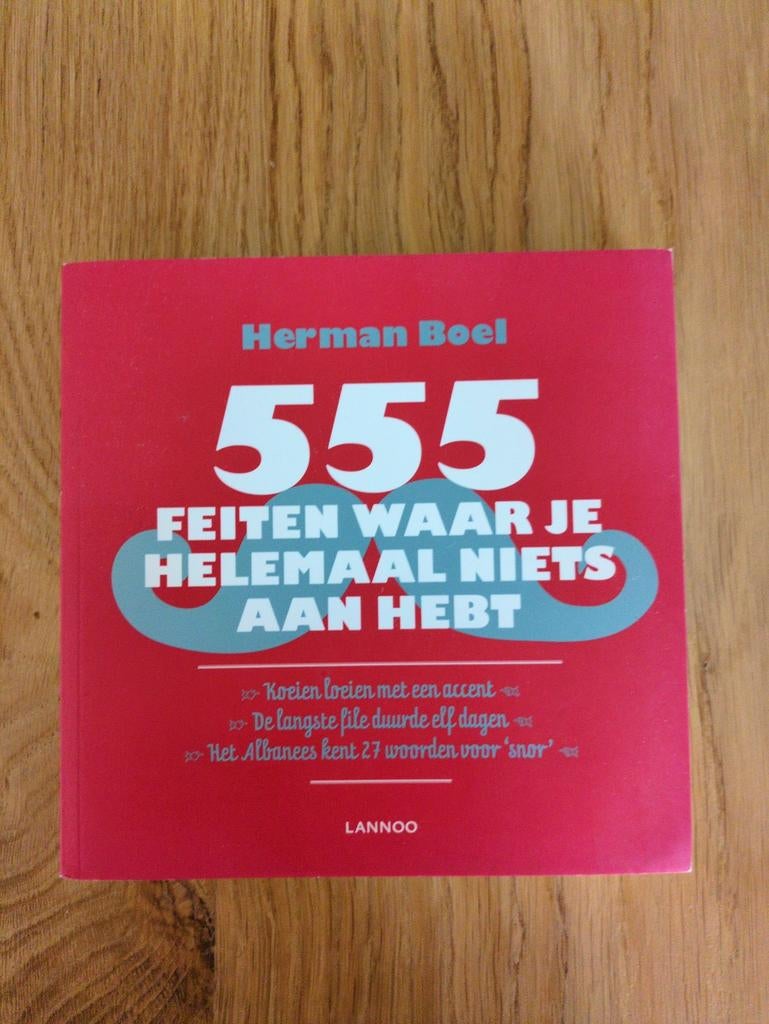 Herman Boel
555
FEITEN WAAR JE
HELEMAAL NIETS
AAN HEBT
Koeien loeien met een accent
De langste file duurde elf dagen
Het Albanees kent 27 woorden voor 'snor'
LANNOO